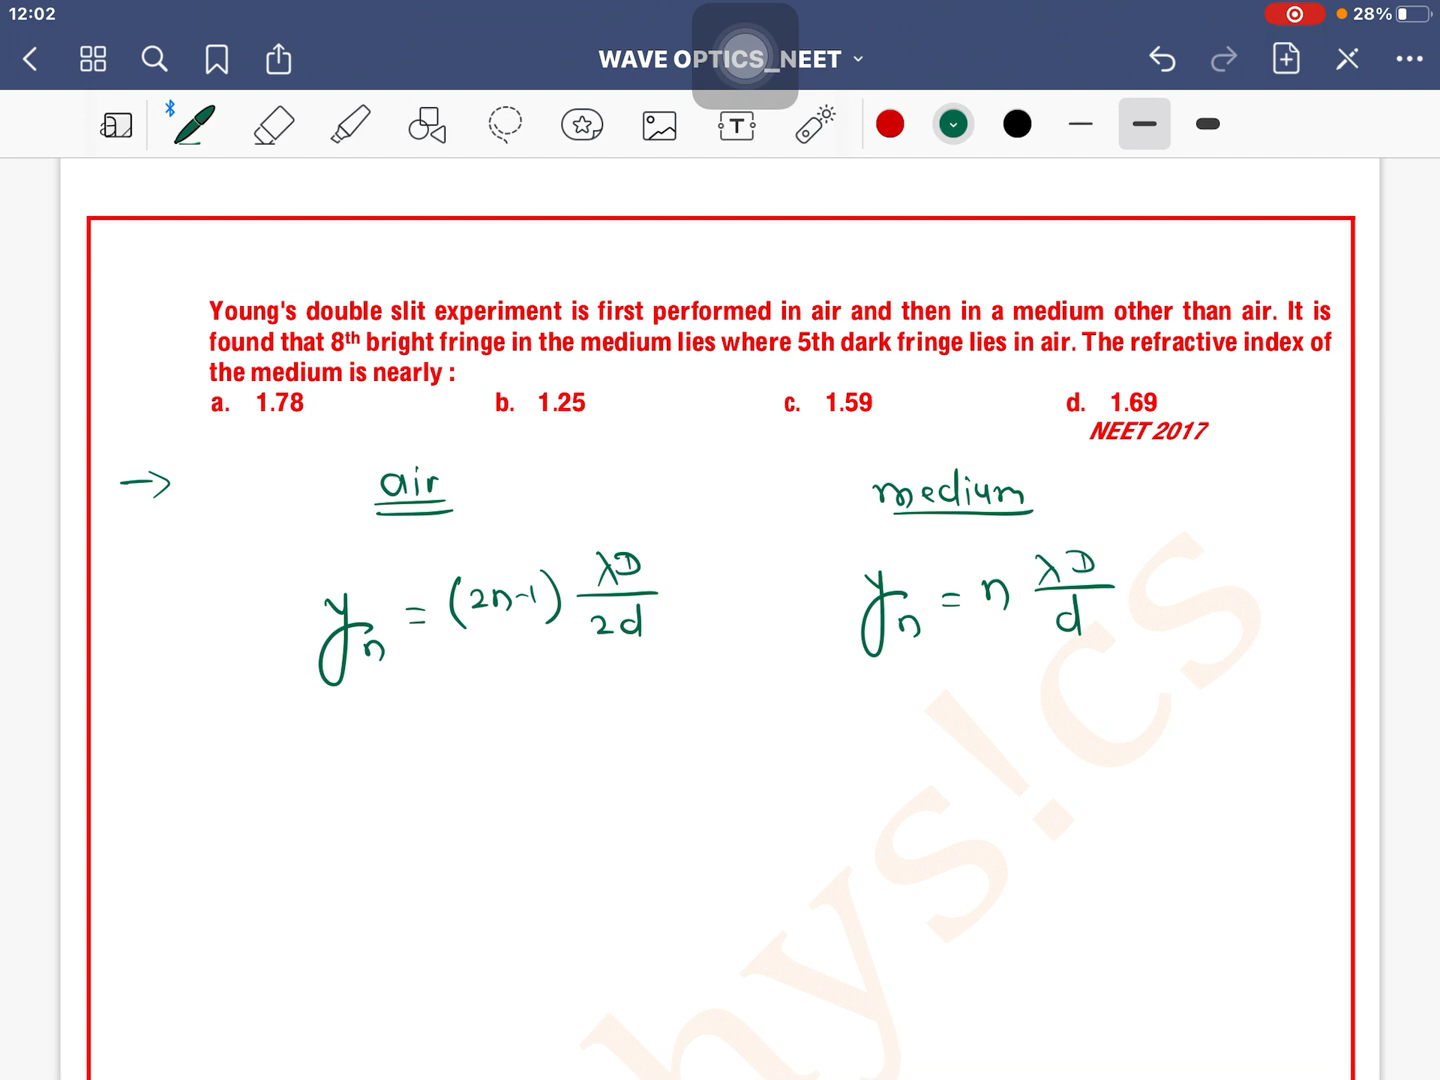 12:02
28%
WAVE OPTICS_NEET
T
Young's double slit experiment is first performed in air and then in a medium other than air. It is
found that 8th bright fringe in the medium lies where 5th dark fringe lies in air. The refractive index of
the medium is nearly :
a. 1.78 b. 1.25 c. 1.59 d. 1.69
NEET 2017
→ air medium
yn = (2n-1) λD/2d yn = n λD/d
hys!cs